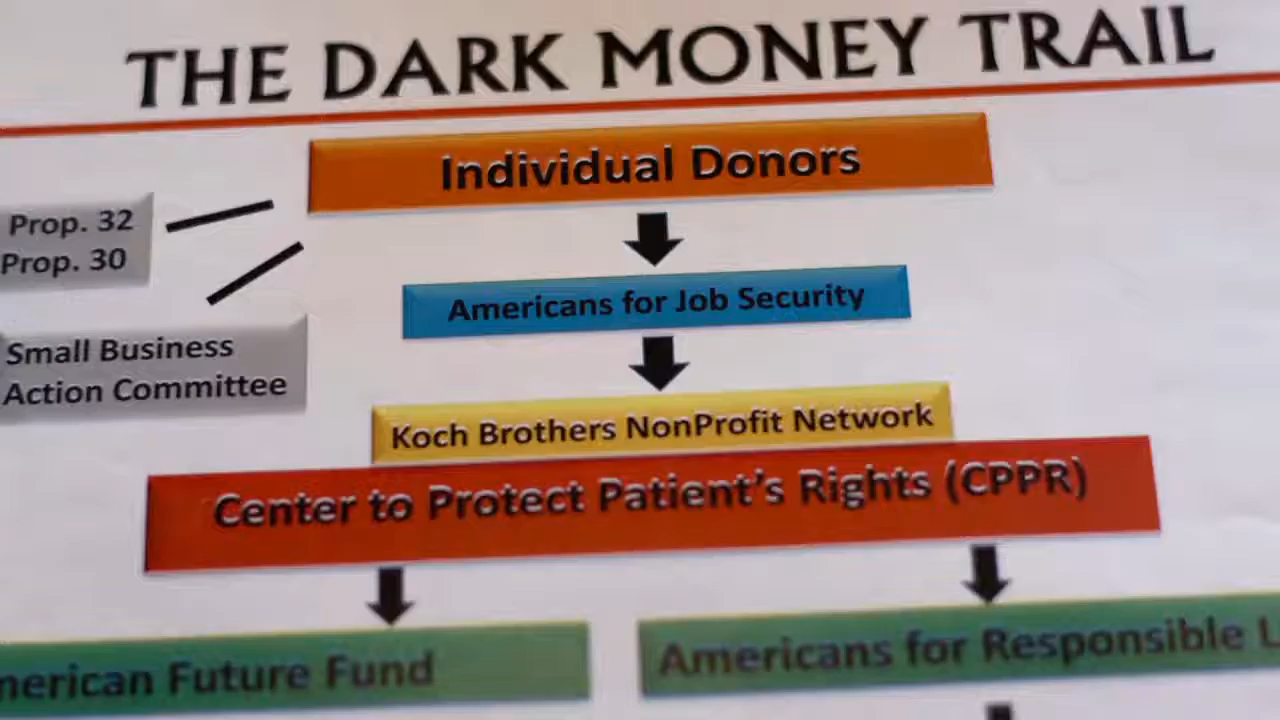 THE DARK MONEY TRAIL
Individual Donors
Prop. 32
Prop. 30
Americans for Job Security
Small Business
Action Committee
Koch Brothers NonProfit Network
Center to Protect Patient's Rights (CPPR)
merican Future Fund
Americans for Responsible L